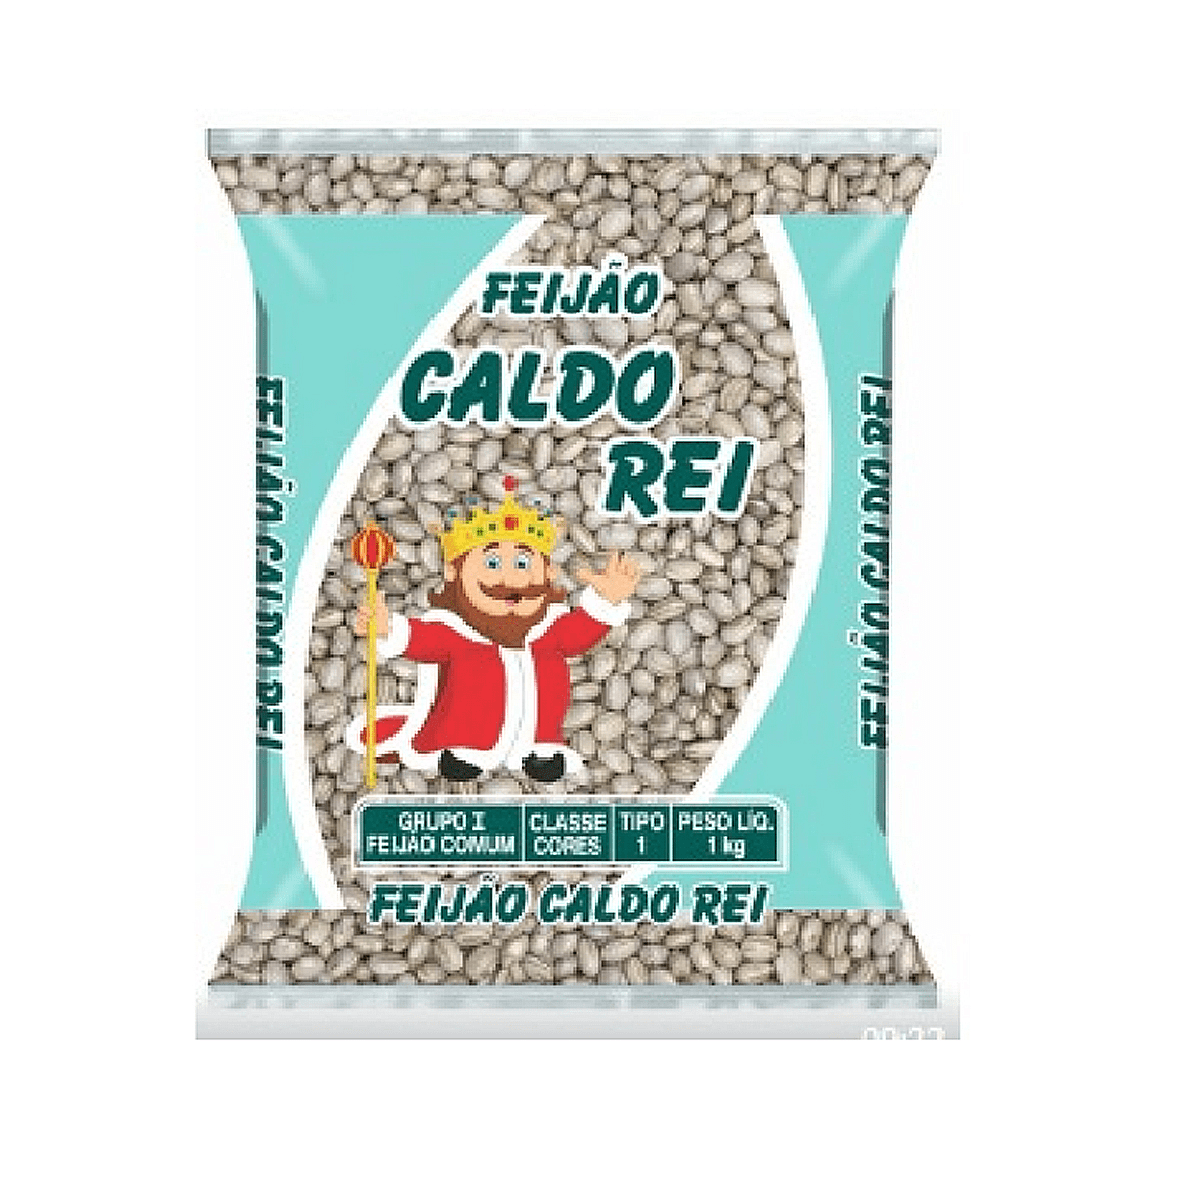 FEIJÃO
CALDO
REI
FEIJÃO CALDO REI
FEIJÃO CALDO REI
GRUPO I
FEIJÃO COMUM
CLASSE
CORES
TIPO
1
PESO LÍQ.
1 kg
FEIJÃO CALDO REI